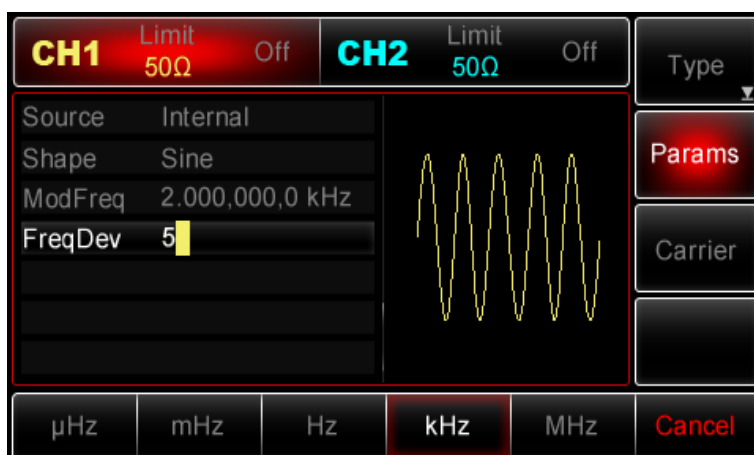 CH1 Limit Off
50Ω
CH2 Limit Off
50Ω
Type
Source Internal
Shape Sine
ModFreq 2.000,000,0 kHz
FreqDev 5
Params
Carrier
µHz mHz Hz kHz MHz Cancel